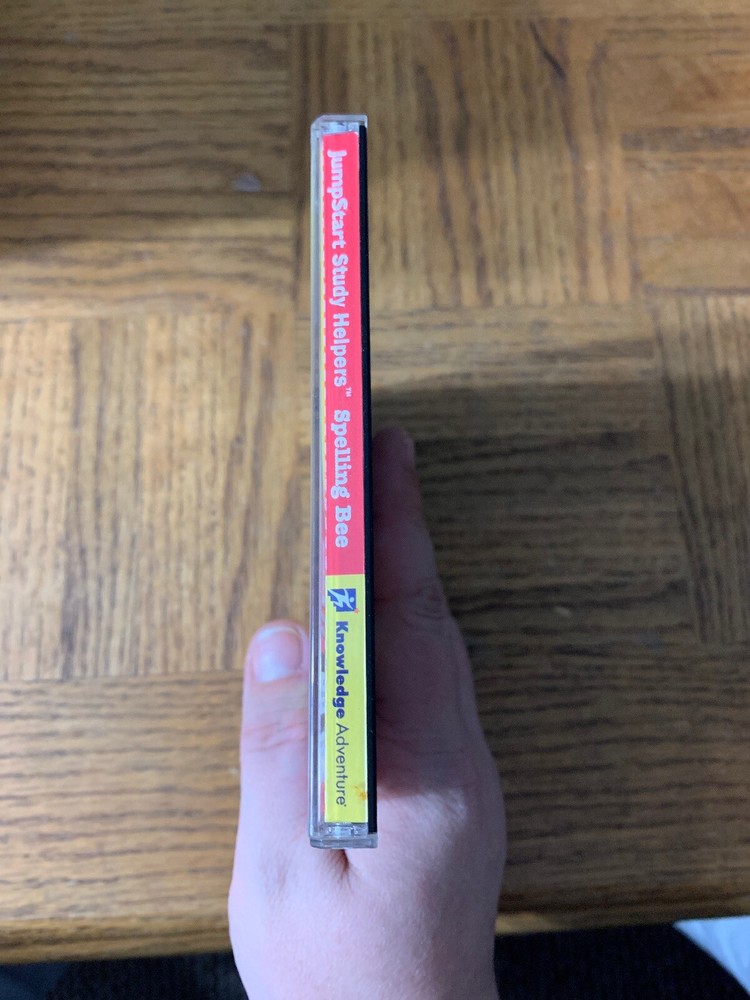 JumpStart Study Helpers™ Spelling Bee
Knowledge Adventure®